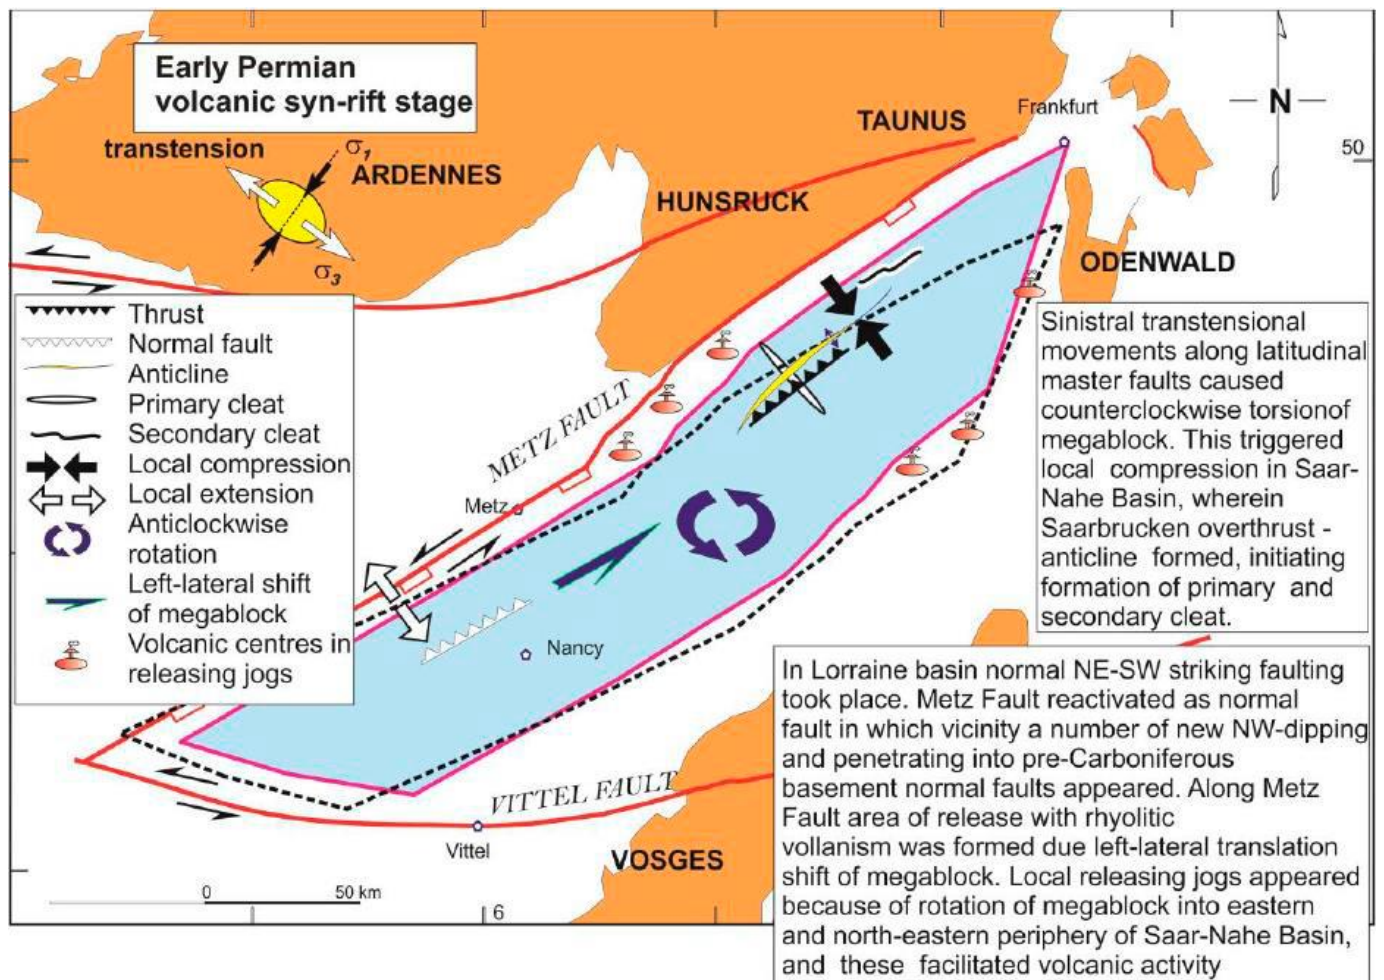 Early Permian
volcanic syn-rift stage
transtension
σ1
ARDENNES
σ3
TAUNUS
HUNSRUCK
Frankfurt
N
50
ODENWALD
Thrust
Normal fault
Anticline
Primary cleat
Secondary cleat
Local compression
Local extension
Anticlockwise
rotation
Left-lateral shift
of megablock
Volcanic centres in
releasing jogs
METZ FAULT
Metz
Nancy
VITTEL FAULT
Vittel
VOSGES
0 50 km
6
Sinistral transtensional
movements along latitudinal
master faults caused
counterclockwise torsionof
megablock. This triggered
local compression in Saar-
Nahe Basin, wherein
Saarbrucken overthrust -
anticline formed, initiating
formation of primary and
secondary cleat.
In Lorraine basin normal NE-SW striking faulting
took place. Metz Fault reactivated as normal
fault in which vicinity a number of new NW-dipping
and penetrating into pre-Carboniferous
basement normal faults appeared. Along Metz
Fault area of release with rhyolitic
vollanism was formed due left-lateral translation
shift of megablock. Local releasing jogs appeared
because of rotation of megablock into eastern
and north-eastern periphery of Saar-Nahe Basin,
and these facilitated volcanic activity